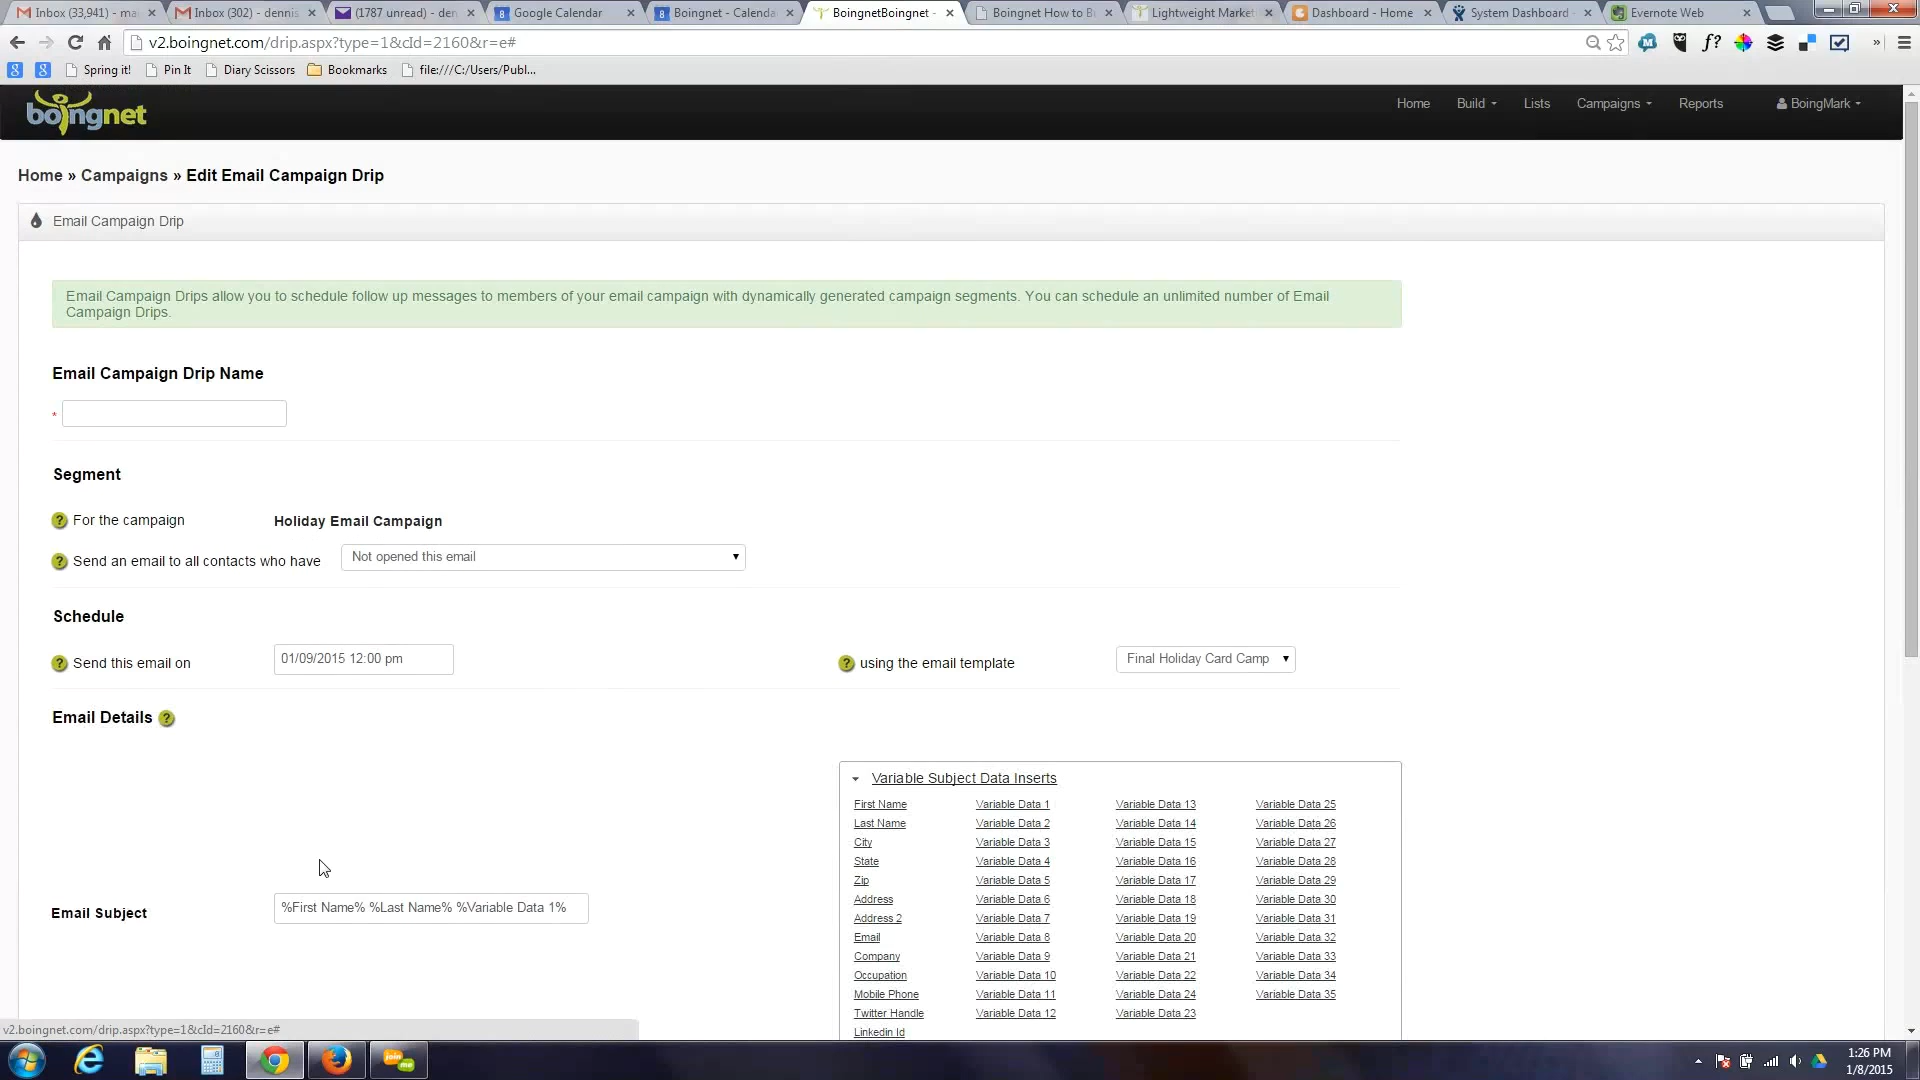 Inbox (33,941) - ma
Inbox (302) - dennis
(1787 unread) - den
Google Calendar
Boingnet - Calenda
BoingnetBoingnet -
Boingnet How to Bu
Lightweight Market
Dashboard - Home
System Dashboard -
Evernote Web
v2.boingnet.com/drip.aspx?type=1&cId=2160&r=e#
Spring it!
Pin It
Diary Scissors
Bookmarks
file:///C:/Users/Publ...
boingnet
Home
Build
Lists
Campaigns
Reports
BoingMark
Home » Campaigns » Edit Email Campaign Drip
Email Campaign Drip
Email Campaign Drips allow you to schedule follow up messages to members of your email campaign with dynamically generated campaign segments. You can schedule an unlimited number of Email
Campaign Drips.
Email Campaign Drip Name
*
Segment
? For the campaign Holiday Email Campaign
? Send an email to all contacts who have Not opened this email
Schedule
? Send this email on 01/09/2015 12:00 pm ? using the email template Final Holiday Card Camp
Email Details ?
Variable Subject Data Inserts
First Name Variable Data 1 Variable Data 13 Variable Data 25
Last Name Variable Data 2 Variable Data 14 Variable Data 26
City Variable Data 3 Variable Data 15 Variable Data 27
State Variable Data 4 Variable Data 16 Variable Data 28
Zip Variable Data 5 Variable Data 17 Variable Data 29
Address Variable Data 6 Variable Data 18 Variable Data 30
Address 2 Variable Data 7 Variable Data 19 Variable Data 31
Email Variable Data 8 Variable Data 20 Variable Data 32
Company Variable Data 9 Variable Data 21 Variable Data 33
Occupation Variable Data 10 Variable Data 22 Variable Data 34
Mobile Phone Variable Data 11 Variable Data 24 Variable Data 35
Twitter Handle Variable Data 12 Variable Data 23
Linkedin Id
Email Subject %First Name% %Last Name% %Variable Data 1%
v2.boingnet.com/drip.aspx?type=1&cId=2160&r=e#
join me
1:26 PM
1/8/2015